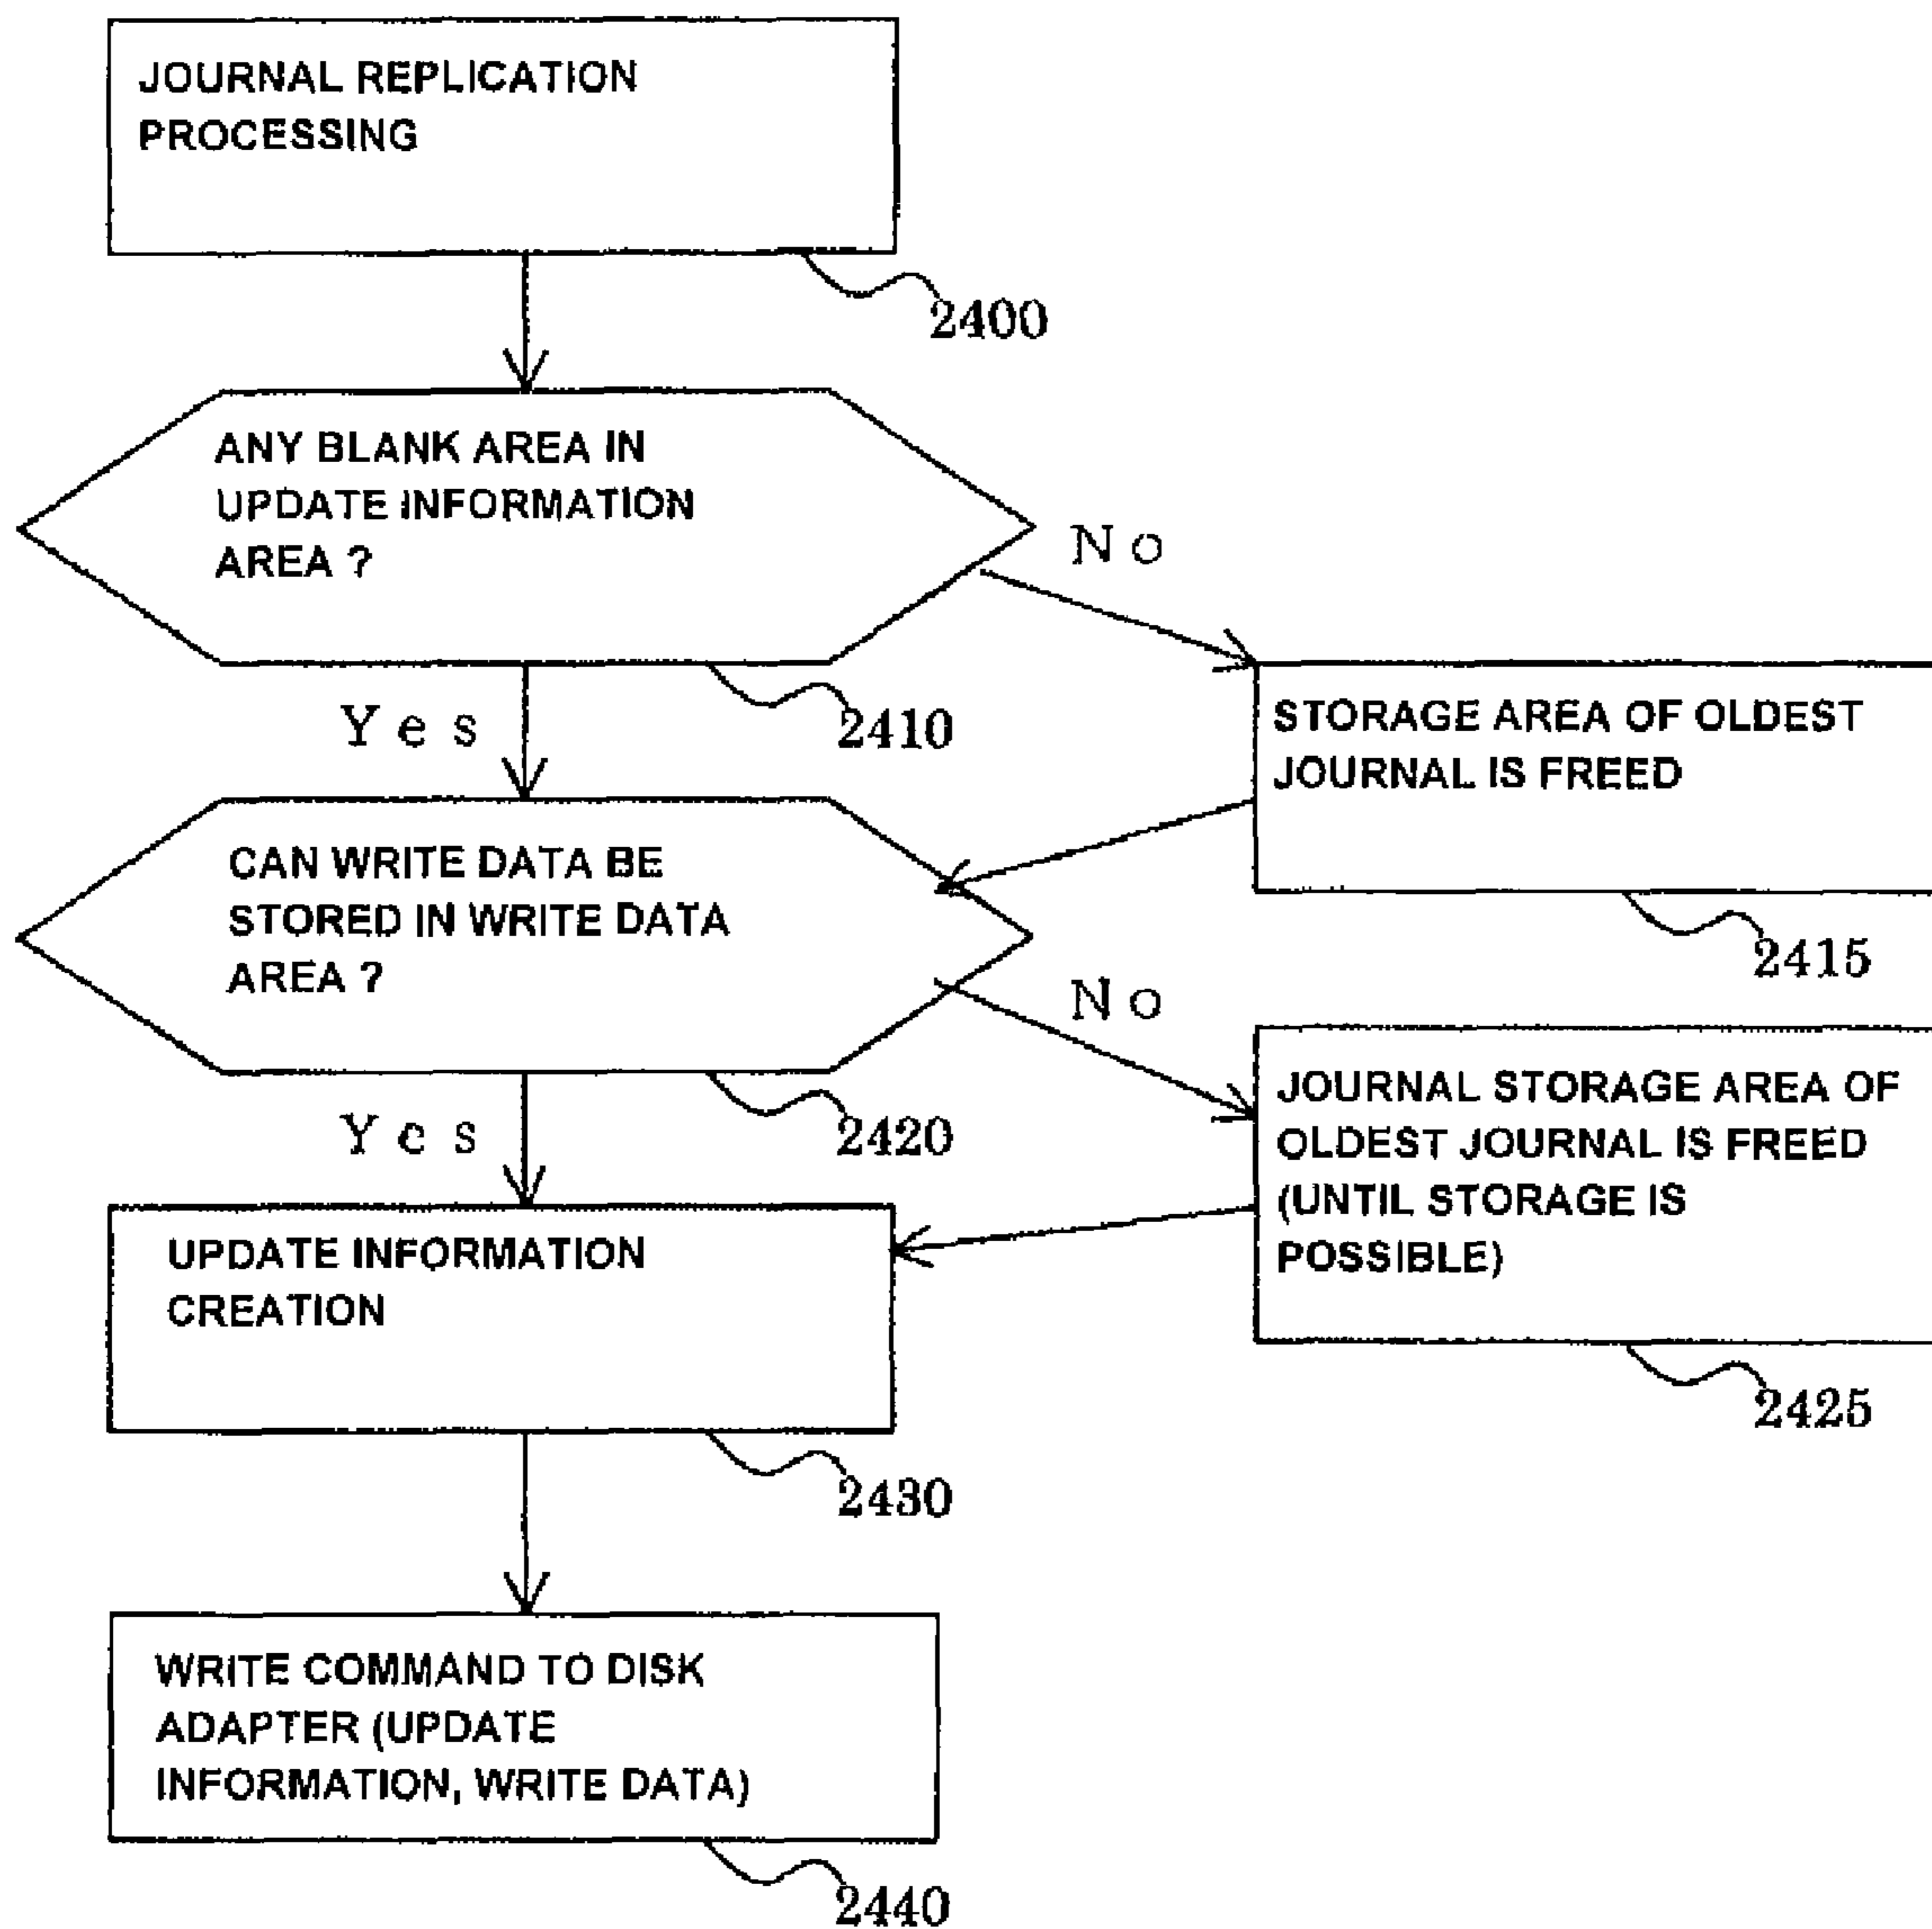 JOURNAL REPLICATION
PROCESSING
2400
ANY BLANK AREA IN
UPDATE INFORMATION
AREA ?
No
2410
Yes
STORAGE AREA OF OLDEST
JOURNAL IS FREED
2415
CAN WRITE DATA BE
STORED IN WRITE DATA
AREA ?
No
2420
Yes
JOURNAL STORAGE AREA OF
OLDEST JOURNAL IS FREED
(UNTIL STORAGE IS
POSSIBLE)
2425
UPDATE INFORMATION
CREATION
2430
WRITE COMMAND TO DISK
ADAPTER (UPDATE
INFORMATION, WRITE DATA)
2440